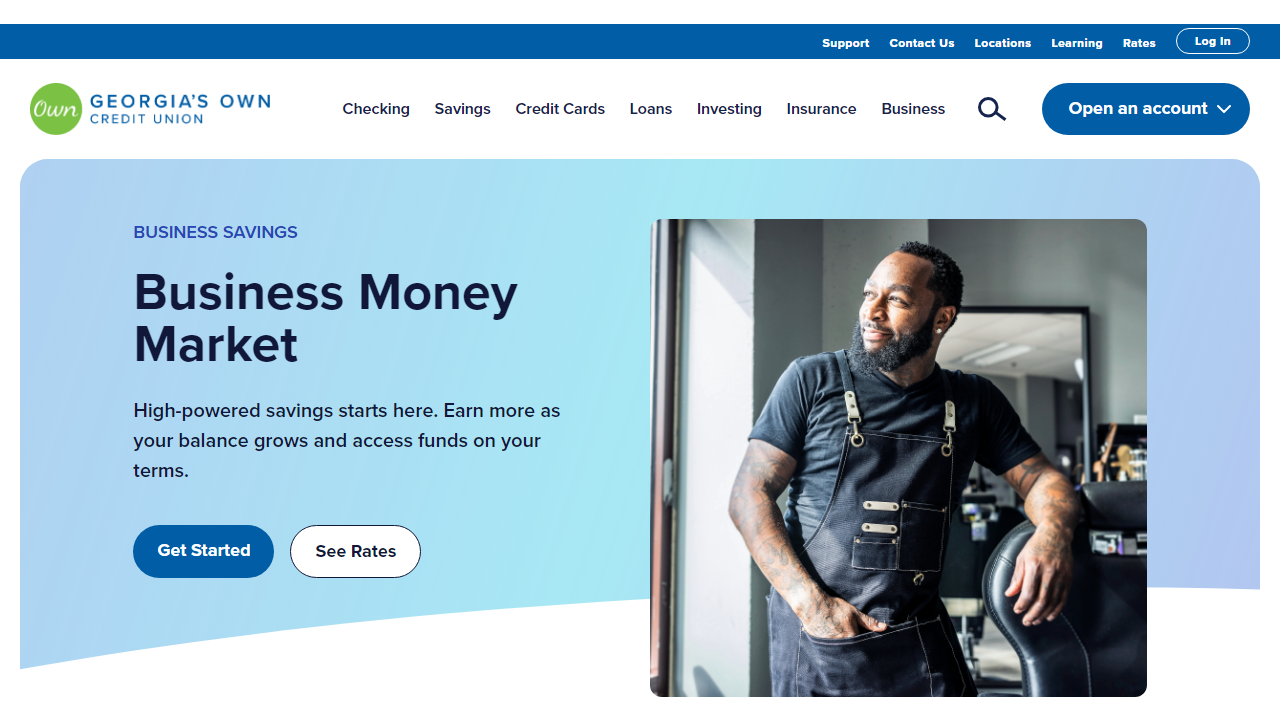 Support Contact Us Locations Learning Rates Log In
Own GEORGIA'S OWN
CREDIT UNION
Checking Savings Credit Cards Loans Investing Insurance Business Open an account
BUSINESS SAVINGS
Business Money
Market
High-powered savings starts here. Earn more as
your balance grows and access funds on your
terms.
Get Started See Rates